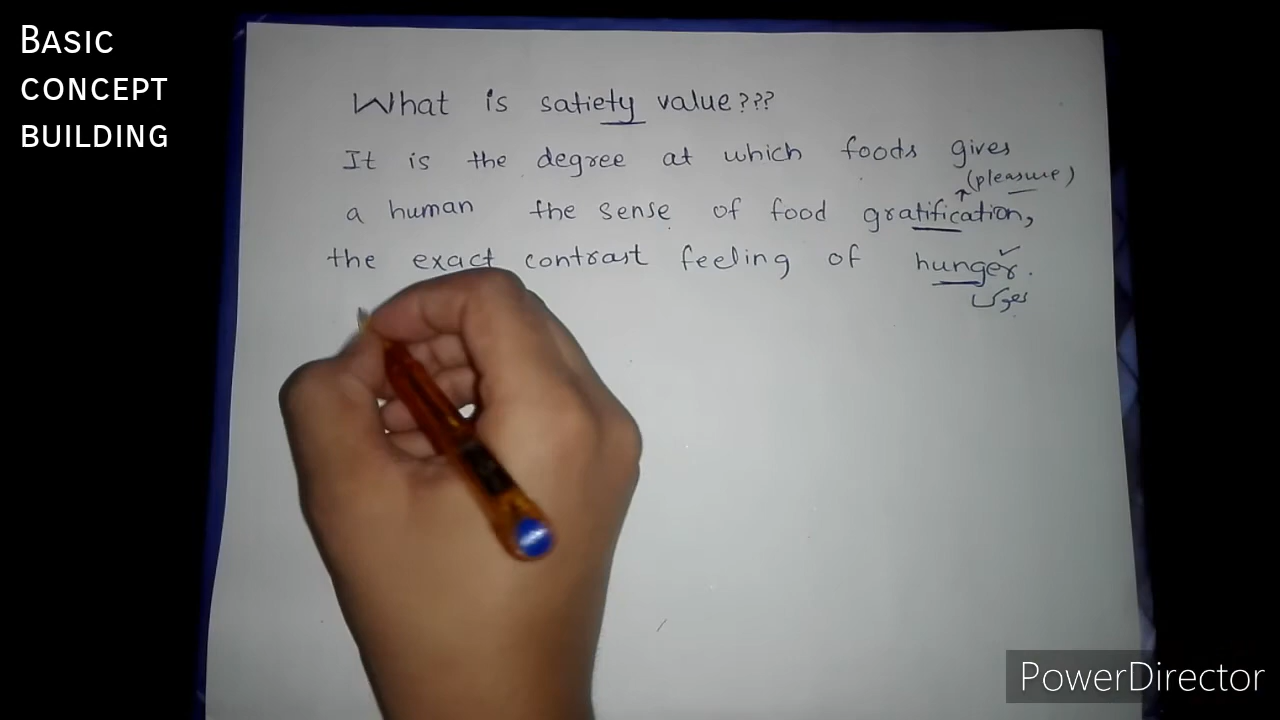 BASIC
CONCEPT
BUILDING
What is satiety value???
It is the degree at which foods gives
(pleasure)
a human the sense of food gratification,
the exact contrast feeling of hunger.
PowerDirector